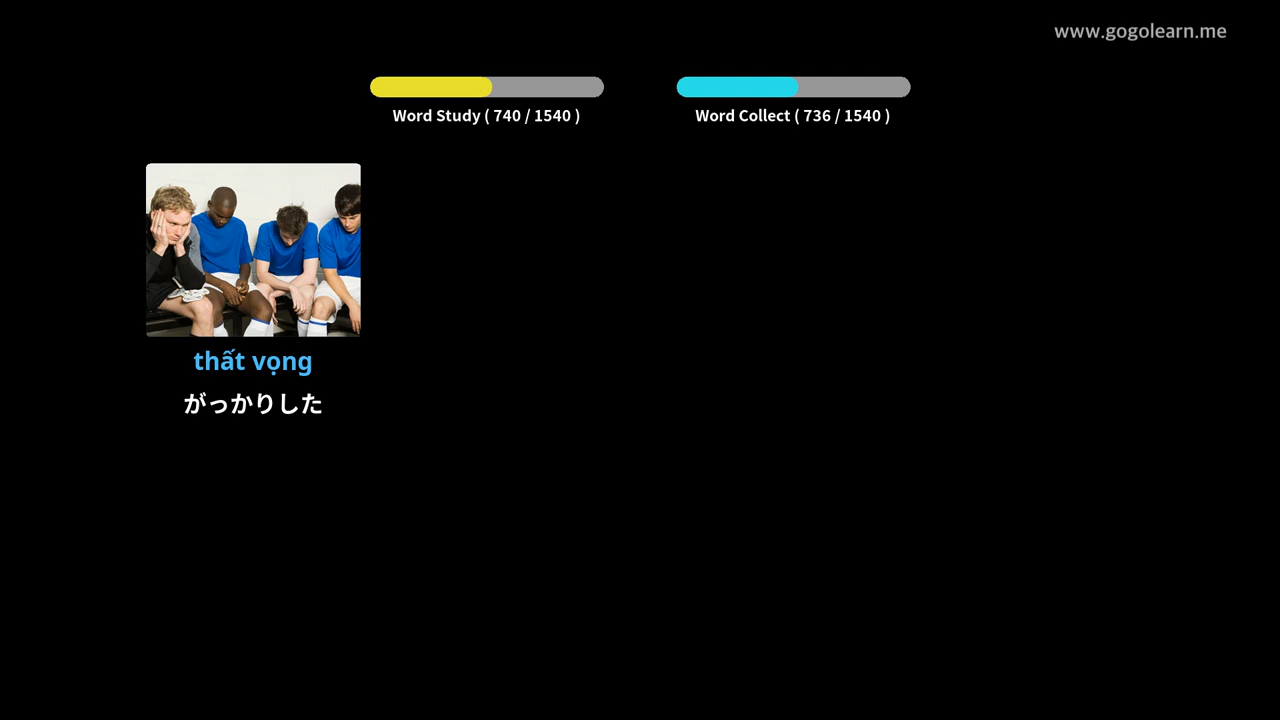 www.gogolearn.me
Word Study ( 740 / 1540 )
Word Collect ( 736 / 1540 )
thất vọng
がっかりした